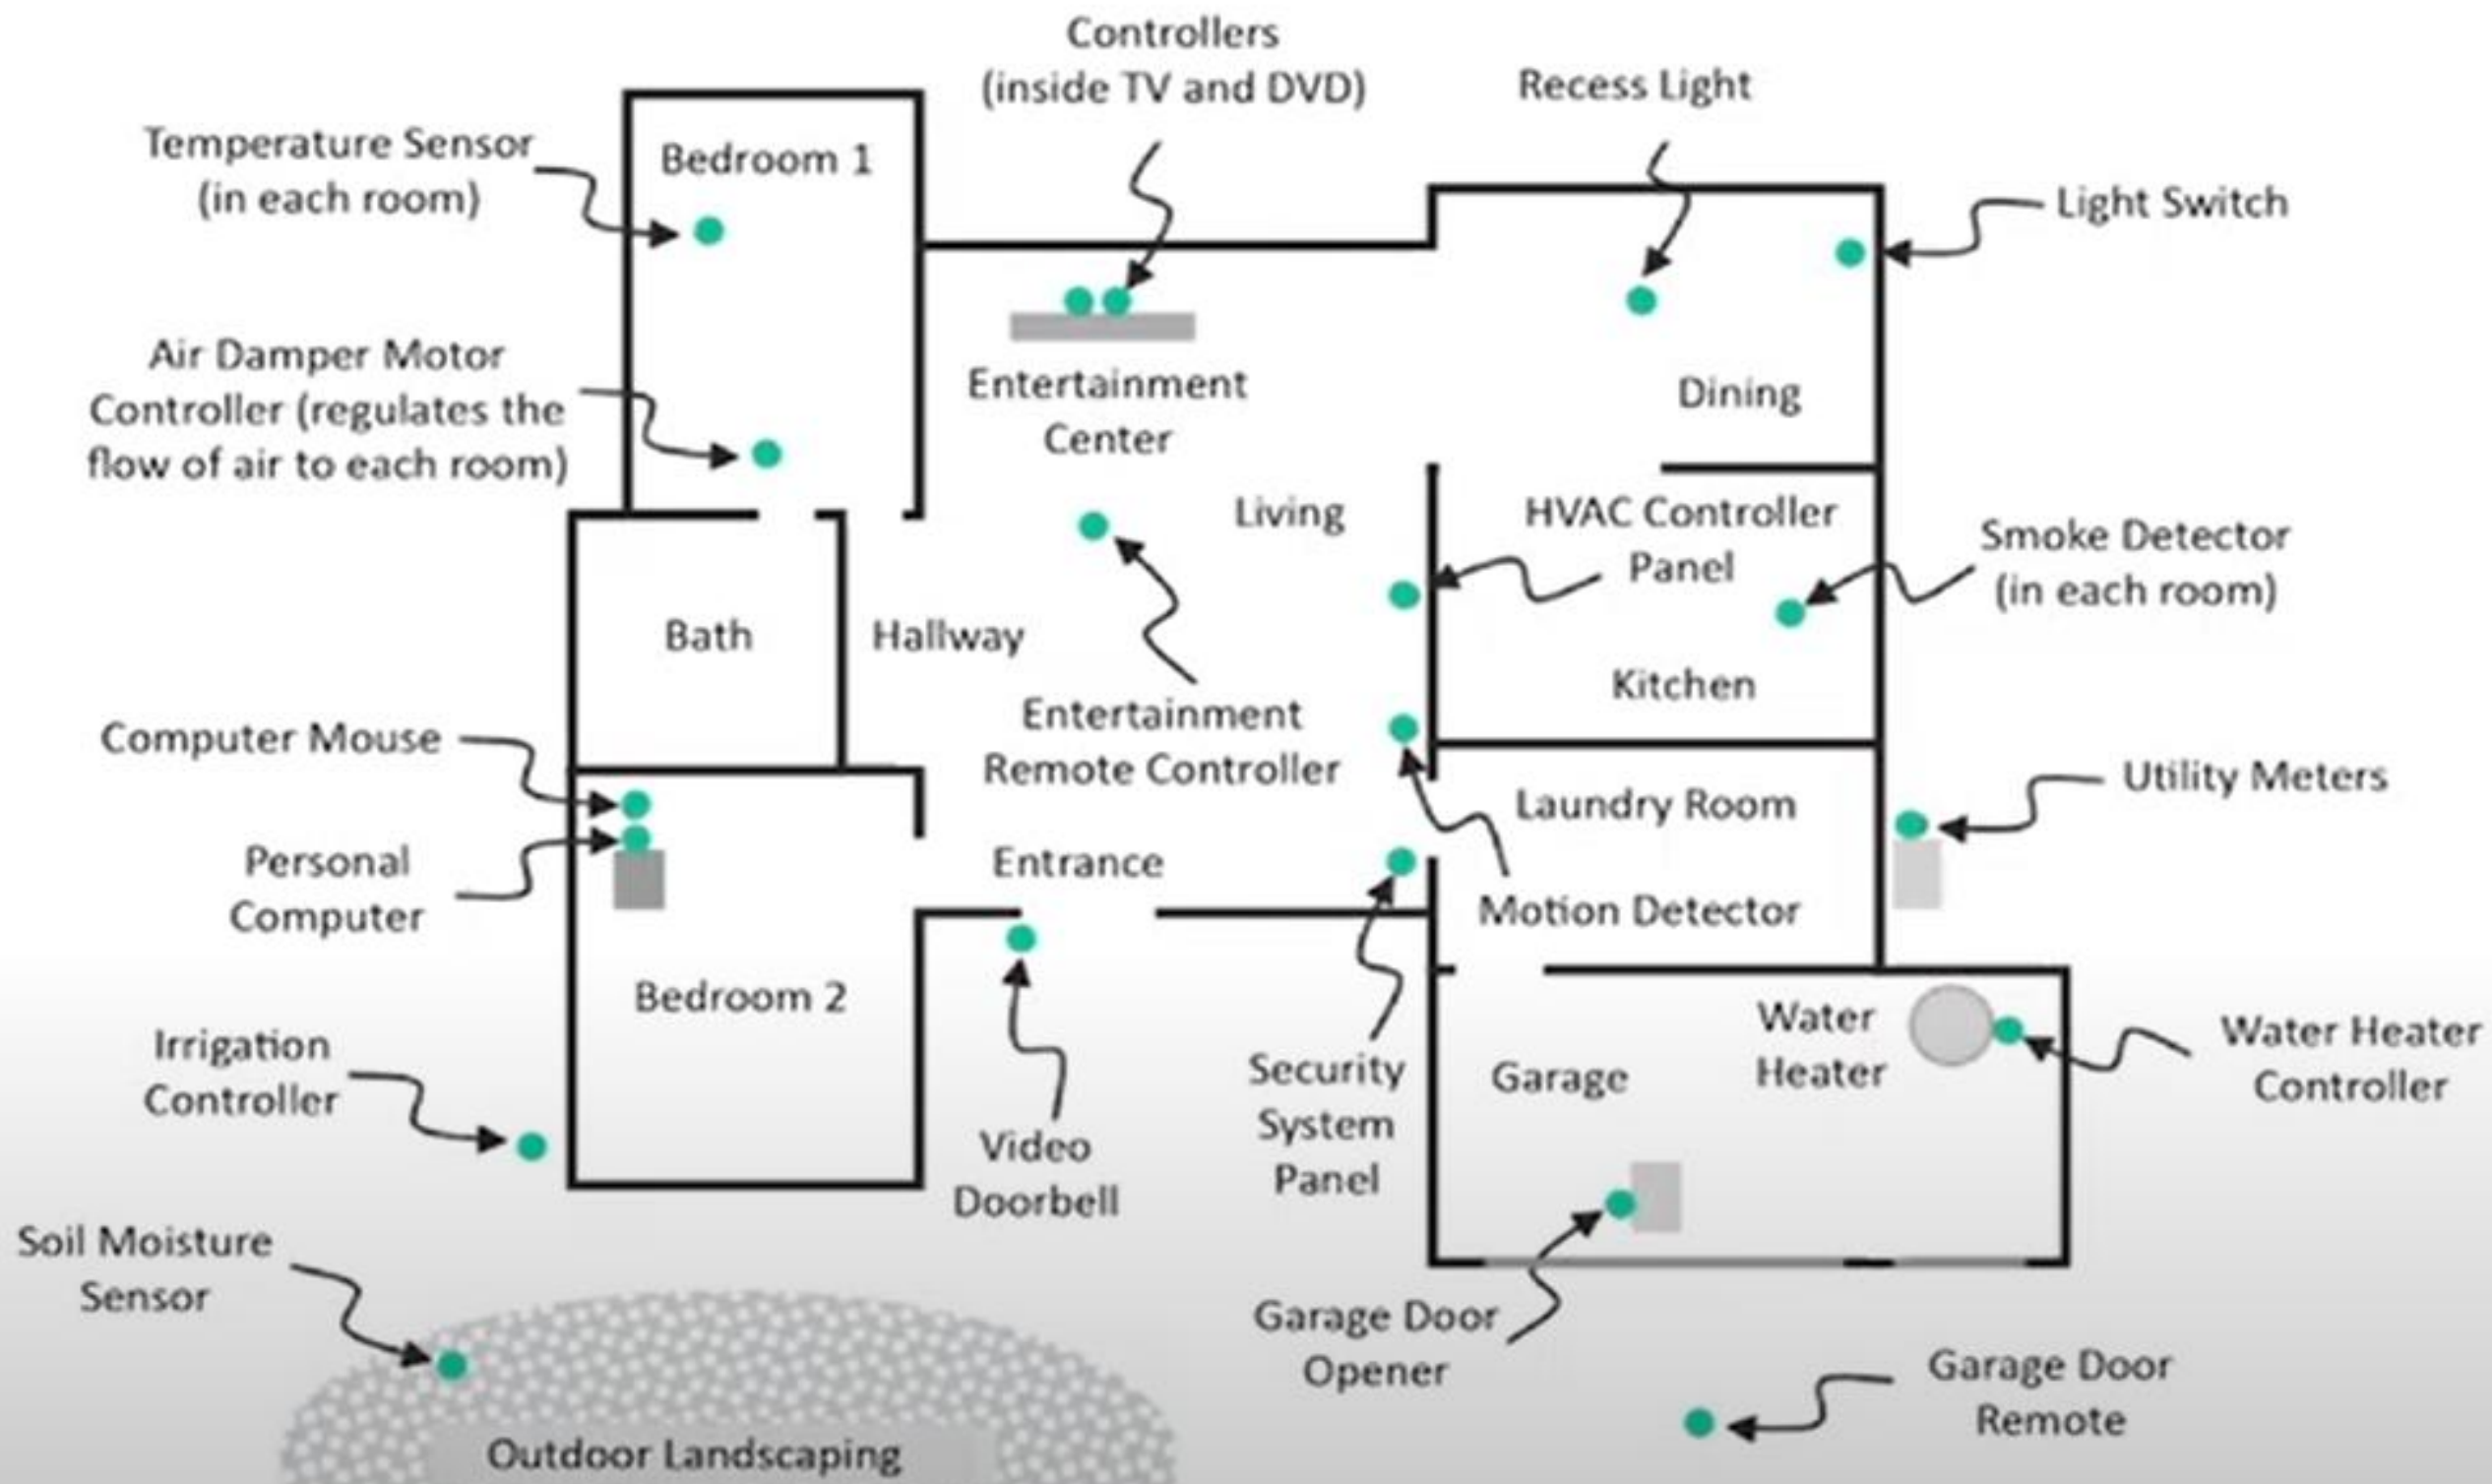 Controllers
(inside TV and DVD)
Recess Light
Temperature Sensor
(in each room)
Bedroom 1
Light Switch
Air Damper Motor
Controller (regulates the
flow of air to each room)
Entertainment
Center
Dining
Living
HVAC Controller
Panel
Smoke Detector
(in each room)
Bath
Hallway
Kitchen
Computer Mouse
Entertainment
Remote Controller
Laundry Room
Utility Meters
Personal
Computer
Entrance
Motion Detector
Bedroom 2
Irrigation
Controller
Video
Doorbell
Security
System
Panel
Garage
Water
Heater
Water Heater
Controller
Soil Moisture
Sensor
Garage Door
Opener
Garage Door
Remote
Outdoor Landscaping